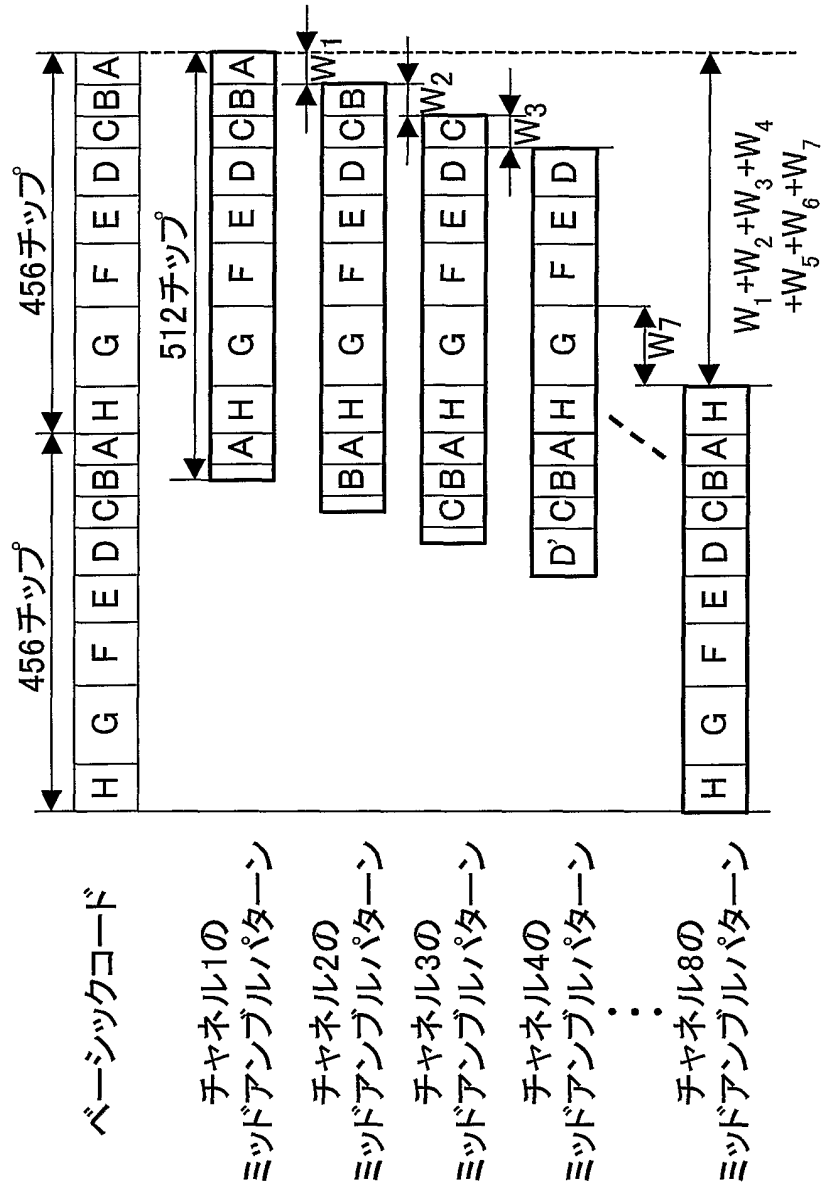 456チップ 456チップ
ベーシックコード H G F E D C B A H G F E D C B A
512チップ
チャネル1の
ミッドアンブルパターン
A H G F E D C B A
W1
チャネル2の
ミッドアンブルパターン
B A H G F E D C B
W2
チャネル3の
ミッドアンブルパターン
C B A H G F E D C
W3
チャネル4の
ミッドアンブルパターン
D' C B A H G F E D
W7
チャネル8の
ミッドアンブルパターン
H G F E D C B A H
W1+W2+W3+W4
+W5+W6+W7